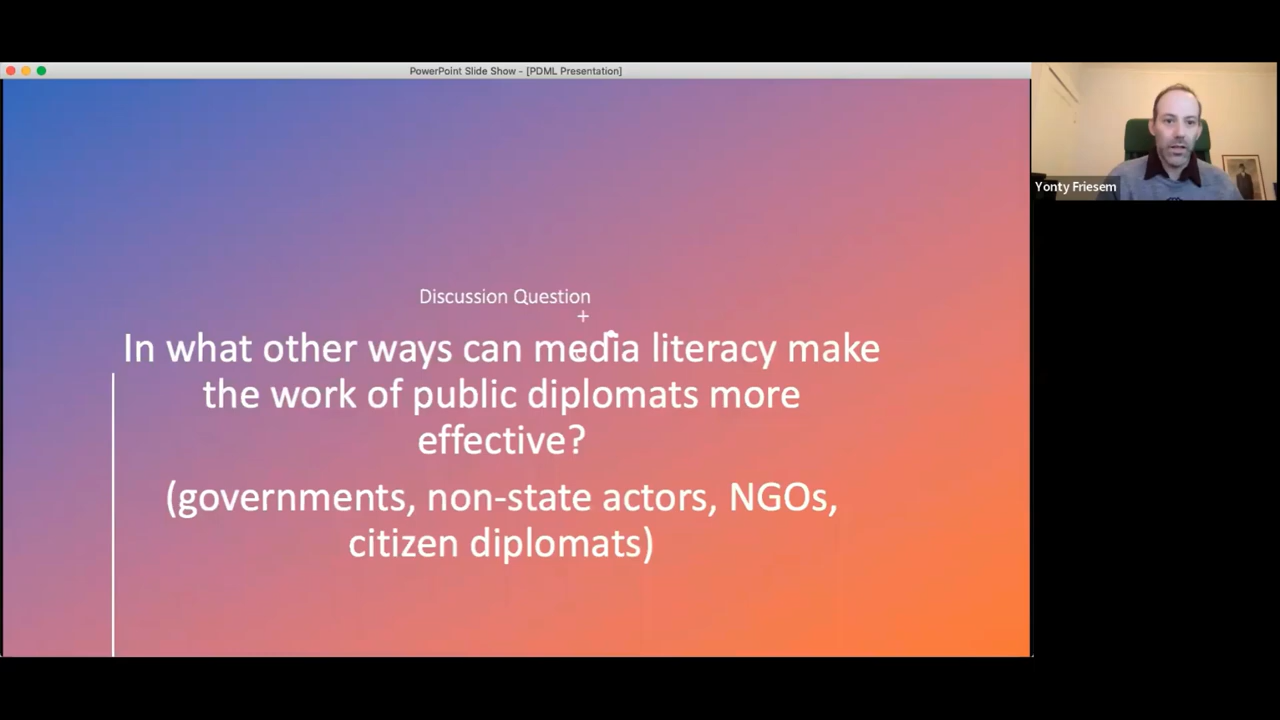 PowerPoint Slide Show - [PDML Presentation]
Yonty Friesem
Discussion Question
In what other ways can media literacy make
the work of public diplomats more
effective?
(governments, non-state actors, NGOs,
citizen diplomats)